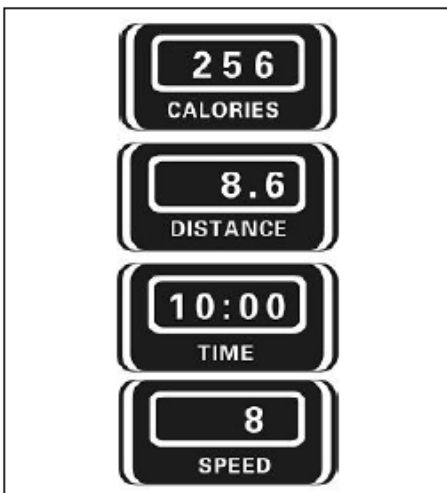 256
CALORIES
8.6
DISTANCE
10:00
TIME
8
SPEED